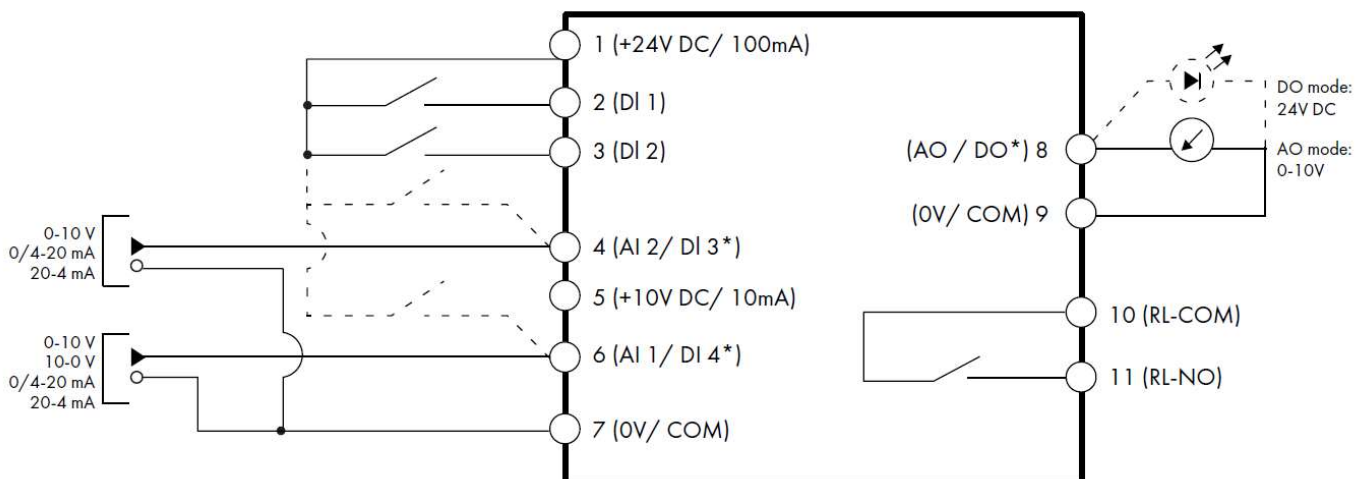 1 (+24V DC/ 100mA)
2 (DI 1)
3 (DI 2)
0-10 V
0/4-20 mA
20-4 mA
4 (AI 2/ DI 3*)
5 (+10V DC/ 10mA)
0-10 V
10-0 V
0/4-20 mA
20-4 mA
6 (AI 1/ DI 4*)
7 (0V/ COM)
DO mode:
24V DC
(AO / DO*) 8
AO mode:
0-10V
(0V/ COM) 9
10 (RL-COM)
11 (RL-NO)